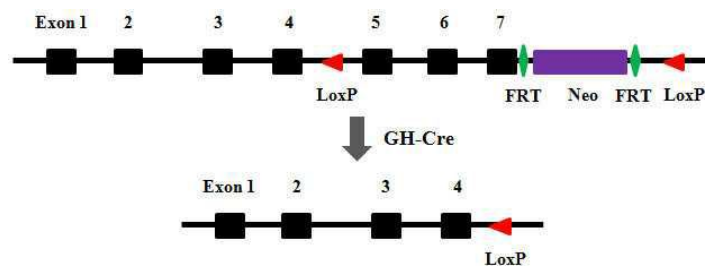 Exon 1 2 3 4 5 6 7
LoxP FRT Neo FRT LoxP
GH-Cre
Exon 1 2 3 4
LoxP